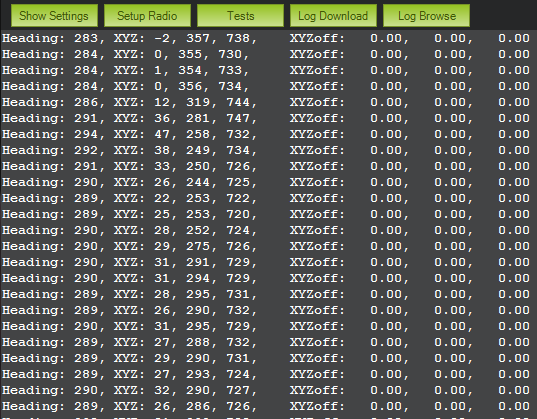 Show Settings Setup Radio Tests Log Download Log Browse
Heading: 283, XYZ: -2, 357, 738, XYZoff: 0.00, 0.00, 0.00
Heading: 284, XYZ: 0, 355, 730, XYZoff: 0.00, 0.00, 0.00
Heading: 284, XYZ: 1, 354, 733, XYZoff: 0.00, 0.00, 0.00
Heading: 284, XYZ: 0, 356, 734, XYZoff: 0.00, 0.00, 0.00
Heading: 286, XYZ: 12, 319, 744, XYZoff: 0.00, 0.00, 0.00
Heading: 291, XYZ: 36, 281, 747, XYZoff: 0.00, 0.00, 0.00
Heading: 294, XYZ: 47, 258, 732, XYZoff: 0.00, 0.00, 0.00
Heading: 292, XYZ: 38, 249, 734, XYZoff: 0.00, 0.00, 0.00
Heading: 291, XYZ: 33, 250, 726, XYZoff: 0.00, 0.00, 0.00
Heading: 290, XYZ: 26, 244, 725, XYZoff: 0.00, 0.00, 0.00
Heading: 289, XYZ: 22, 253, 722, XYZoff: 0.00, 0.00, 0.00
Heading: 289, XYZ: 25, 253, 720, XYZoff: 0.00, 0.00, 0.00
Heading: 290, XYZ: 28, 252, 724, XYZoff: 0.00, 0.00, 0.00
Heading: 290, XYZ: 29, 275, 726, XYZoff: 0.00, 0.00, 0.00
Heading: 290, XYZ: 31, 291, 729, XYZoff: 0.00, 0.00, 0.00
Heading: 290, XYZ: 31, 294, 729, XYZoff: 0.00, 0.00, 0.00
Heading: 289, XYZ: 28, 295, 731, XYZoff: 0.00, 0.00, 0.00
Heading: 289, XYZ: 26, 290, 732, XYZoff: 0.00, 0.00, 0.00
Heading: 290, XYZ: 31, 295, 729, XYZoff: 0.00, 0.00, 0.00
Heading: 289, XYZ: 27, 288, 732, XYZoff: 0.00, 0.00, 0.00
Heading: 289, XYZ: 29, 290, 731, XYZoff: 0.00, 0.00, 0.00
Heading: 289, XYZ: 27, 293, 724, XYZoff: 0.00, 0.00, 0.00
Heading: 290, XYZ: 32, 290, 727, XYZoff: 0.00, 0.00, 0.00
Heading: 289, XYZ: 26, 286, 726, XYZoff: 0.00, 0.00, 0.00